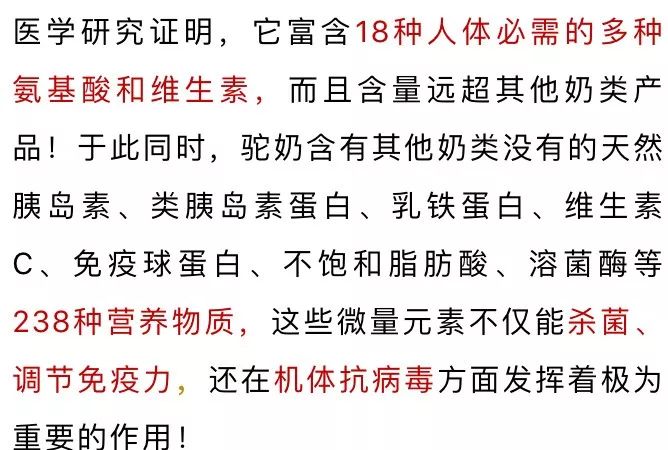 医学研究证明，它富含18种人体必需的多种
氨基酸和维生素，而且含量远超其他奶类产
品！于此同时，驼奶含有其他奶类没有的天然
胰岛素、类胰岛素蛋白、乳铁蛋白、维生素
C、免疫球蛋白、不饱和脂肪酸、溶菌酶等
238种营养物质，这些微量元素不仅能杀菌、
调节免疫力，还在机体抗病毒方面发挥着极为
重要的作用！